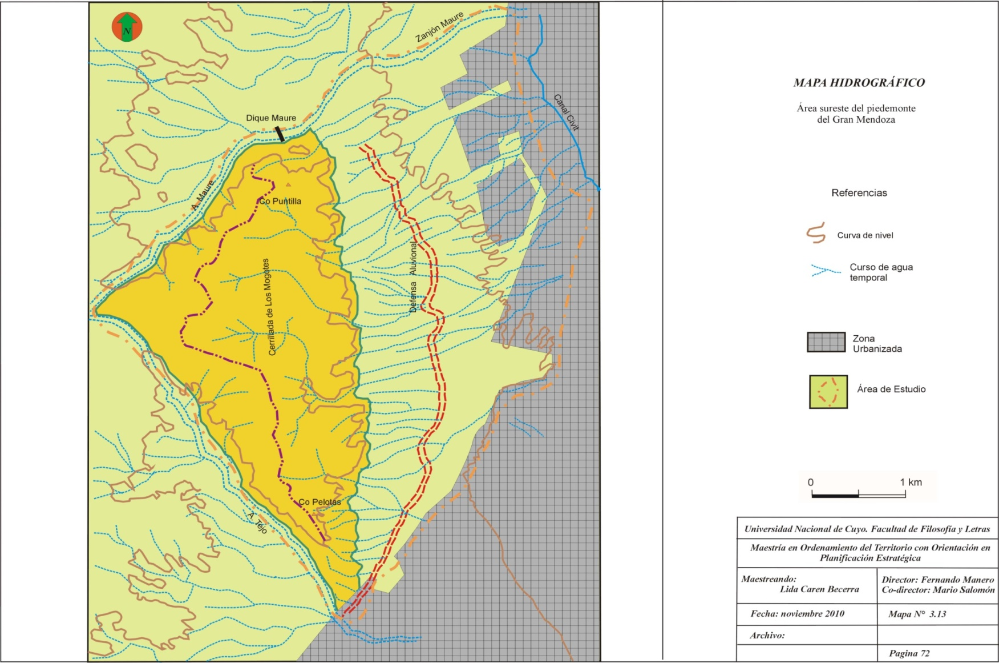 N
Zanjón Maure
Dique Maure
Canal Civit
A. Maure
Co Puntilla
Defensa Aluvional
Cerrillada de Los Mogotes
Co Pelotas
A. Tejo
MAPA HIDROGRÁFICO
Área sureste del piedemonte
del Gran Mendoza
Referencias
Curva de nivel
Curso de agua
temporal
Zona
Urbanizada
Área de Estudio
0 1 km
Universidad Nacional de Cuyo. Facultad de Filosofía y Letras
Maestría en Ordenamiento del Territorio con Orientación en
Planificación Estratégica
Maestreando:
Lida Caren Becerra
Director: Fernando Manero
Co-director: Mario Salomón
Fecha: noviembre 2010
Mapa N° 3.13
Archivo:
Pagina 72